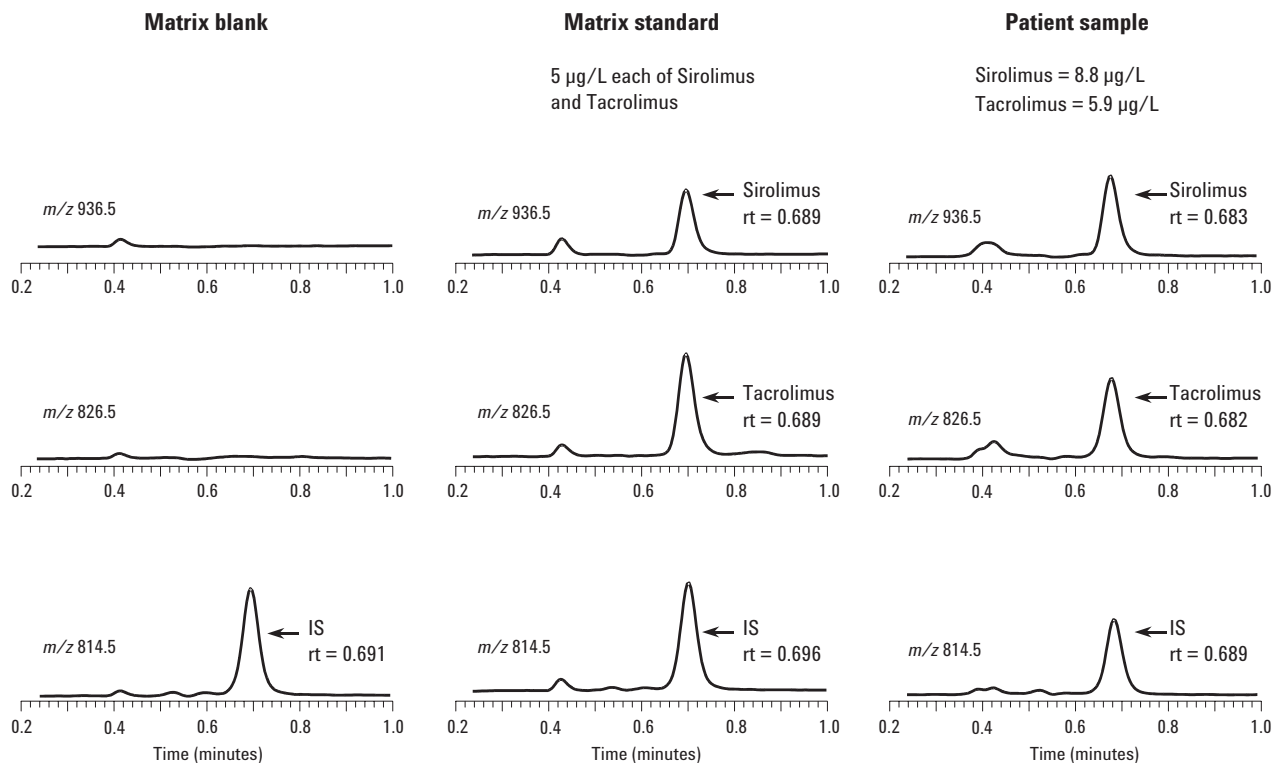 Matrix blank
Matrix standard
Patient sample
5 µg/L each of Sirolimus
and Tacrolimus
Sirolimus = 8.8 µg/L
Tacrolimus = 5.9 µg/L
m/z 936.5
0.2 0.4 0.6 0.8 1.0
m/z 936.5
Sirolimus
rt = 0.689
0.2 0.4 0.6 0.8 1.0
m/z 936.5
Sirolimus
rt = 0.683
0.2 0.4 0.6 0.8 1.0
m/z 826.5
0.2 0.4 0.6 0.8 1.0
m/z 826.5
Tacrolimus
rt = 0.689
0.2 0.4 0.6 0.8 1.0
m/z 826.5
Tacrolimus
rt = 0.682
0.2 0.4 0.6 0.8 1.0
m/z 814.5
IS
rt = 0.691
0.2 0.4 0.6 0.8 1.0
Time (minutes)
m/z 814.5
IS
rt = 0.696
0.2 0.4 0.6 0.8 1.0
Time (minutes)
m/z 814.5
IS
rt = 0.689
0.2 0.4 0.6 0.8 1.0
Time (minutes)